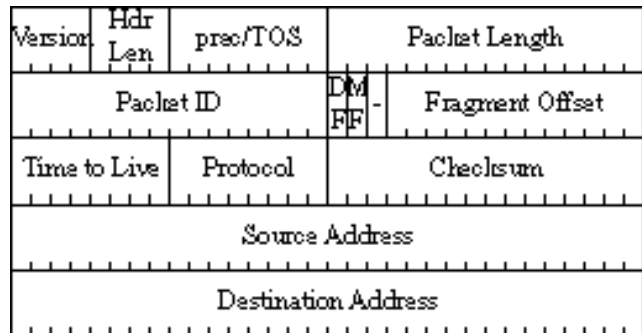 Version Hdr Len prec/TOS Packet Length
Packet ID DF MF - Fragment Offset
Time to Live Protocol Checksum
Source Address
Destination Address